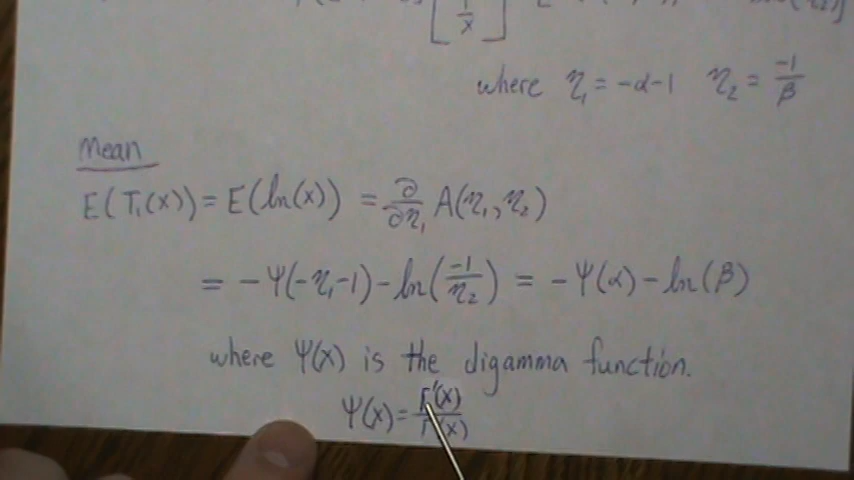 [1/x]
where η₁ = -α-1 η₂ = -1/β
Mean
E(T₁(x)) = E(ln(x)) = ∂/∂η₁ A(η₁, η₂)
= -Ψ(-η₁-1) - ln(-1/η₂) = -Ψ(α) - ln(β)
where Ψ(x) is the digamma function.
Ψ(x) = Γ'(x)/Γ(x)